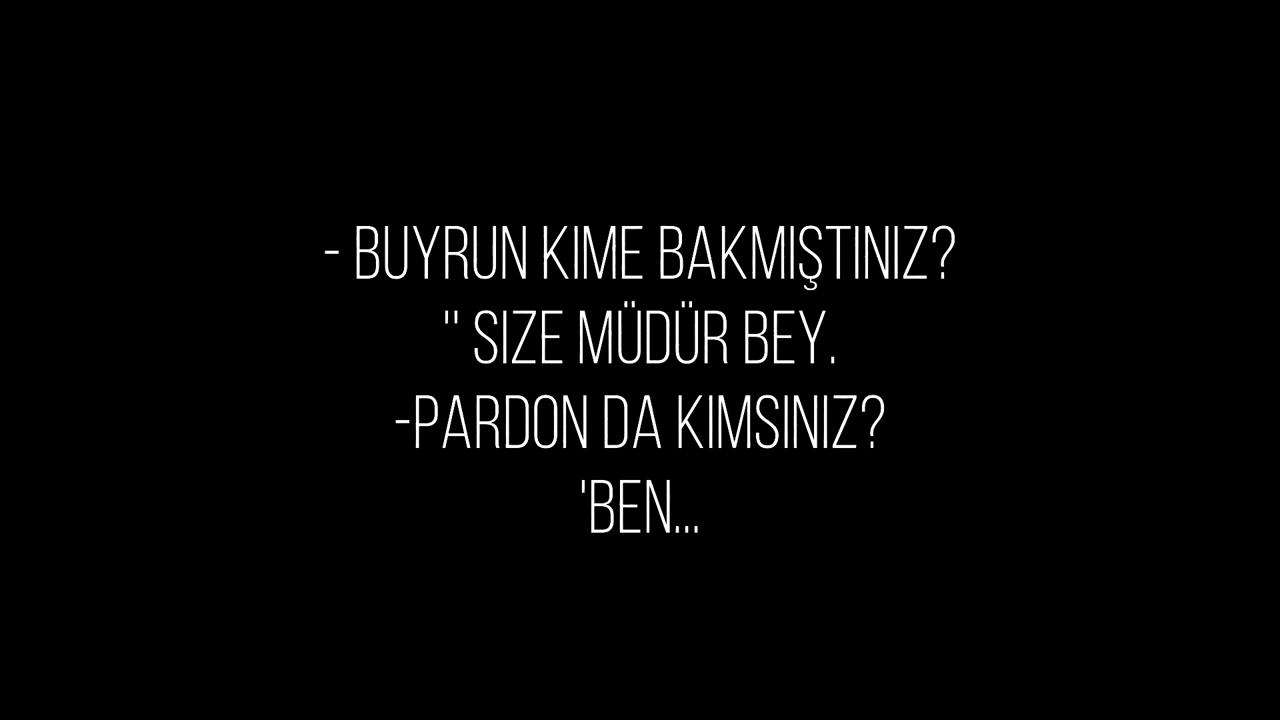 - BUYRUN KIME BAKMIŞTINIZ?
" SIZE MÜDÜR BEY.
-PARDON DA KIMSINIZ?
'BEN...